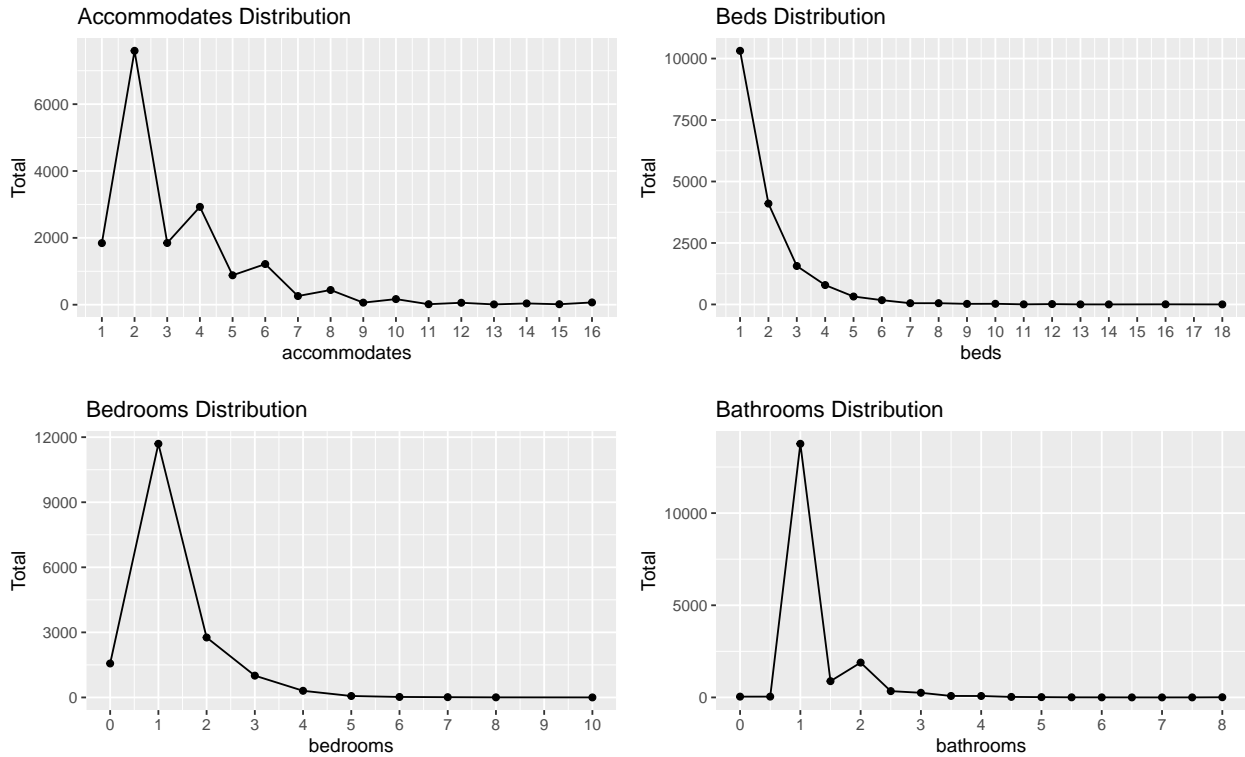 Accommodates Distribution
Total
6000
4000
2000
0
1 2 3 4 5 6 7 8 9 10 11 12 13 14 15 16
accommodates
Beds Distribution
Total
10000
7500
5000
2500
0
1 2 3 4 5 6 7 8 9 10 11 12 13 14 15 16 17 18
beds
Bedrooms Distribution
Total
12000
9000
6000
3000
0
0 1 2 3 4 5 6 7 8 9 10
bedrooms
Bathrooms Distribution
Total
10000
5000
0
0 1 2 3 4 5 6 7 8
bathrooms